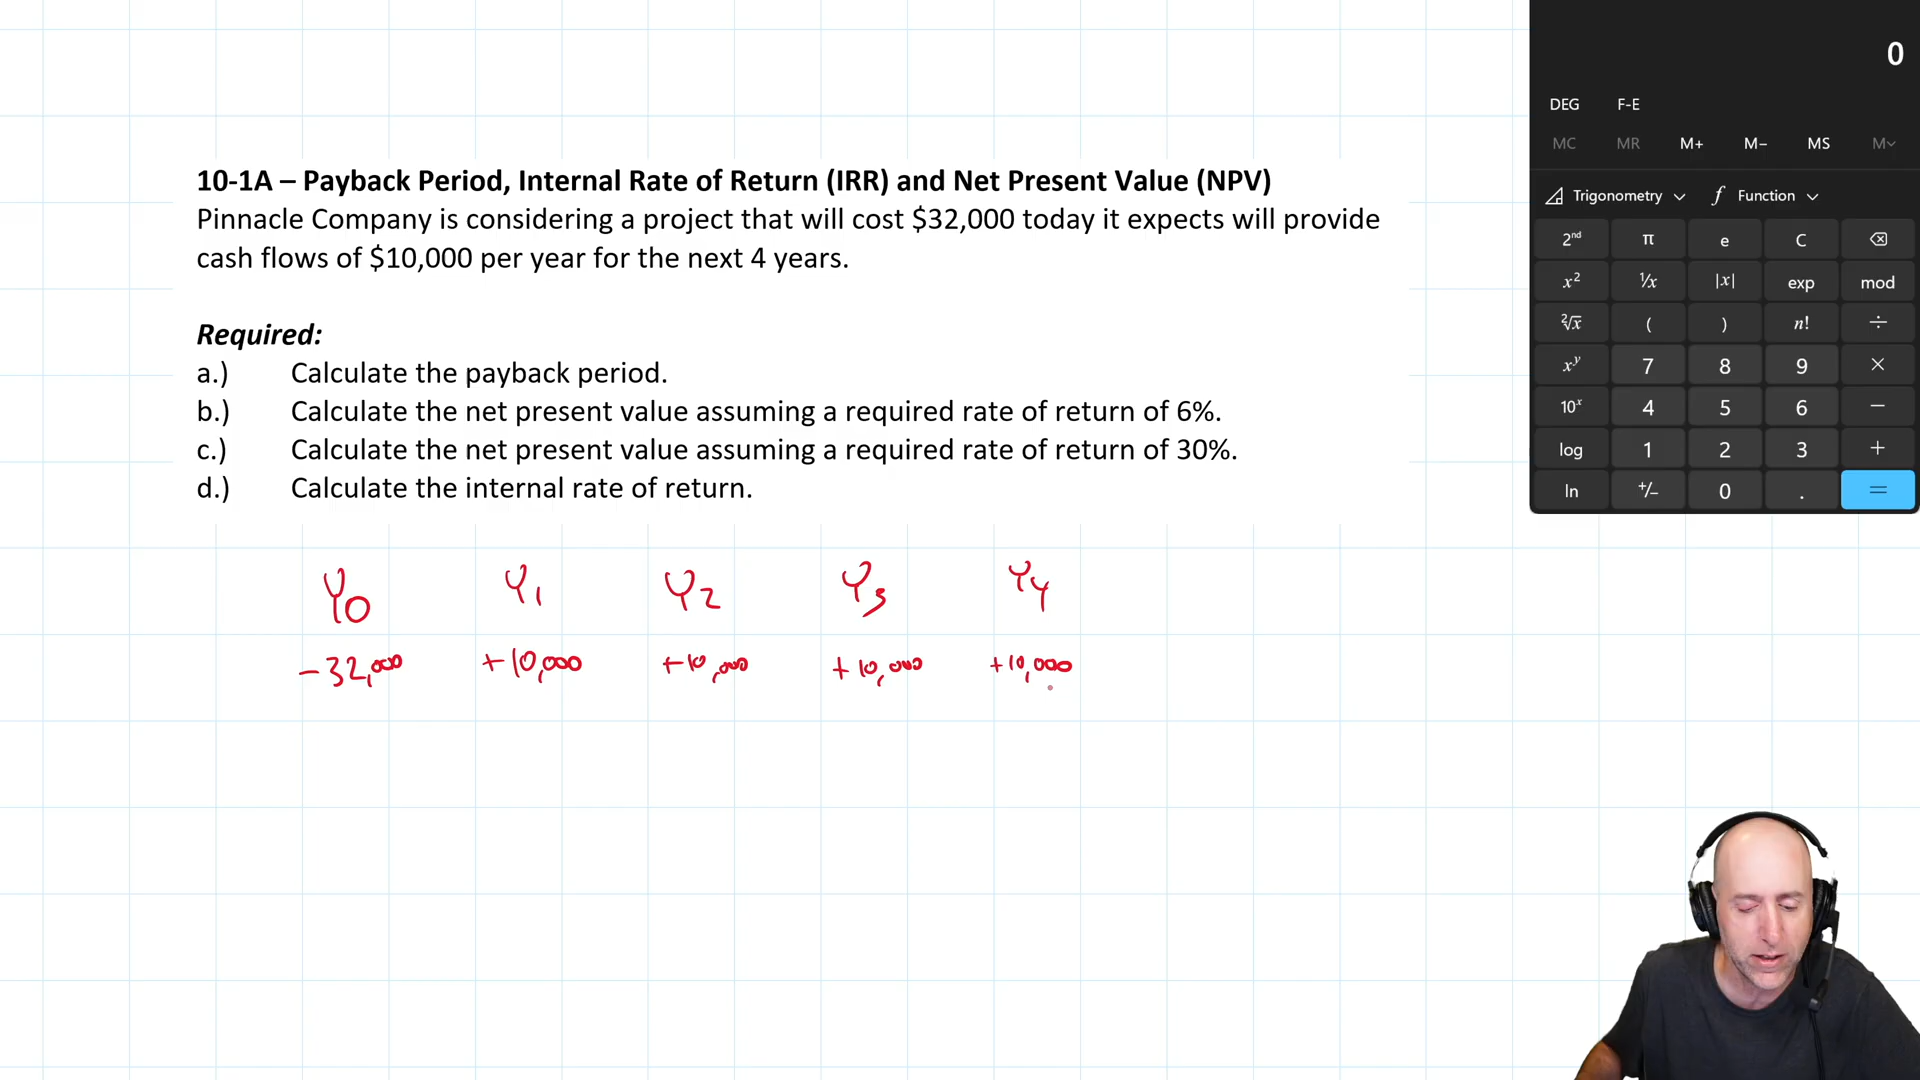 10-1A – Payback Period, Internal Rate of Return (IRR) and Net Present Value (NPV)
Pinnacle Company is considering a project that will cost $32,000 today it expects will provide
cash flows of $10,000 per year for the next 4 years.
Required:
a.) Calculate the payback period.
b.) Calculate the net present value assuming a required rate of return of 6%.
c.) Calculate the net present value assuming a required rate of return of 30%.
d.) Calculate the internal rate of return.
Y0 Y1 Y2 Y3 Y4
-32,000 +10,000 +10,000 +10,000 +10,000
0
DEG F-E
MC MR M+ M− MS M˅
Trigonometry f Function
2ⁿᵈ π e C
x² ¹/x |x| exp mod
²√x ( ) n! ÷
xʸ 7 8 9 ×
10ˣ 4 5 6 −
log 1 2 3 +
ln +/− 0 . =